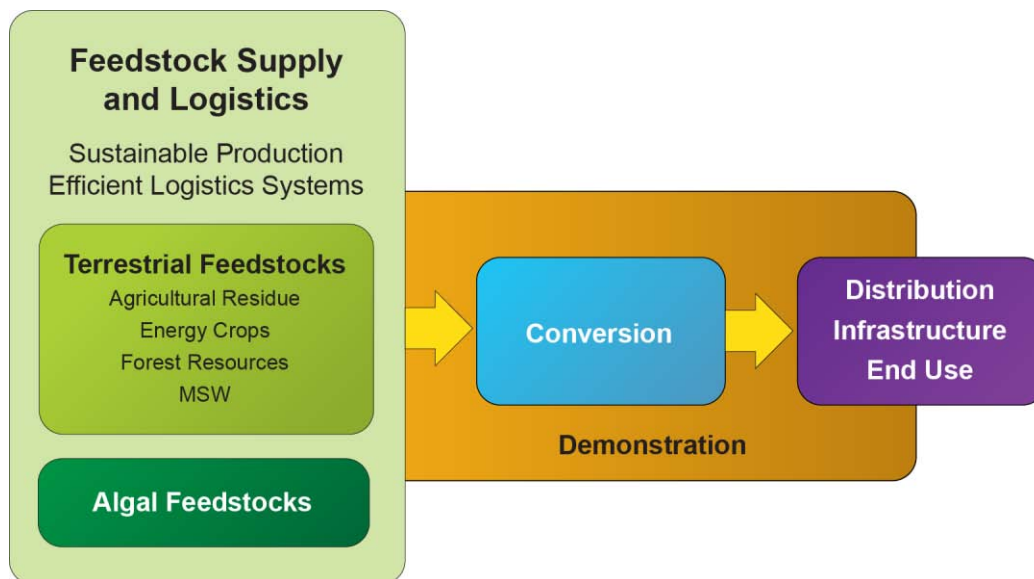 Feedstock Supply
and Logistics
Sustainable Production
Efficient Logistics Systems
Terrestrial Feedstocks
Agricultural Residue
Energy Crops
Forest Resources
MSW
Algal Feedstocks
Conversion
Demonstration
Distribution
Infrastructure
End Use